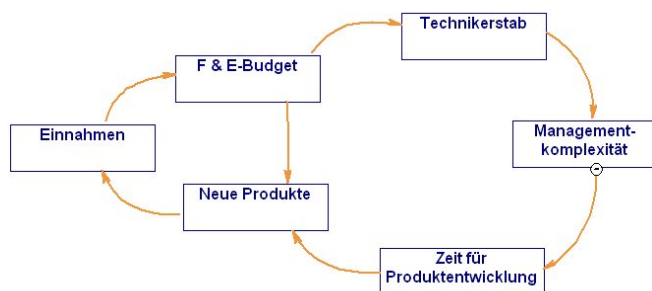 Technikerstab
F & E-Budget
Einnahmen
Management-
komplexität
-
Neue Produkte
Zeit für
Produktentwicklung